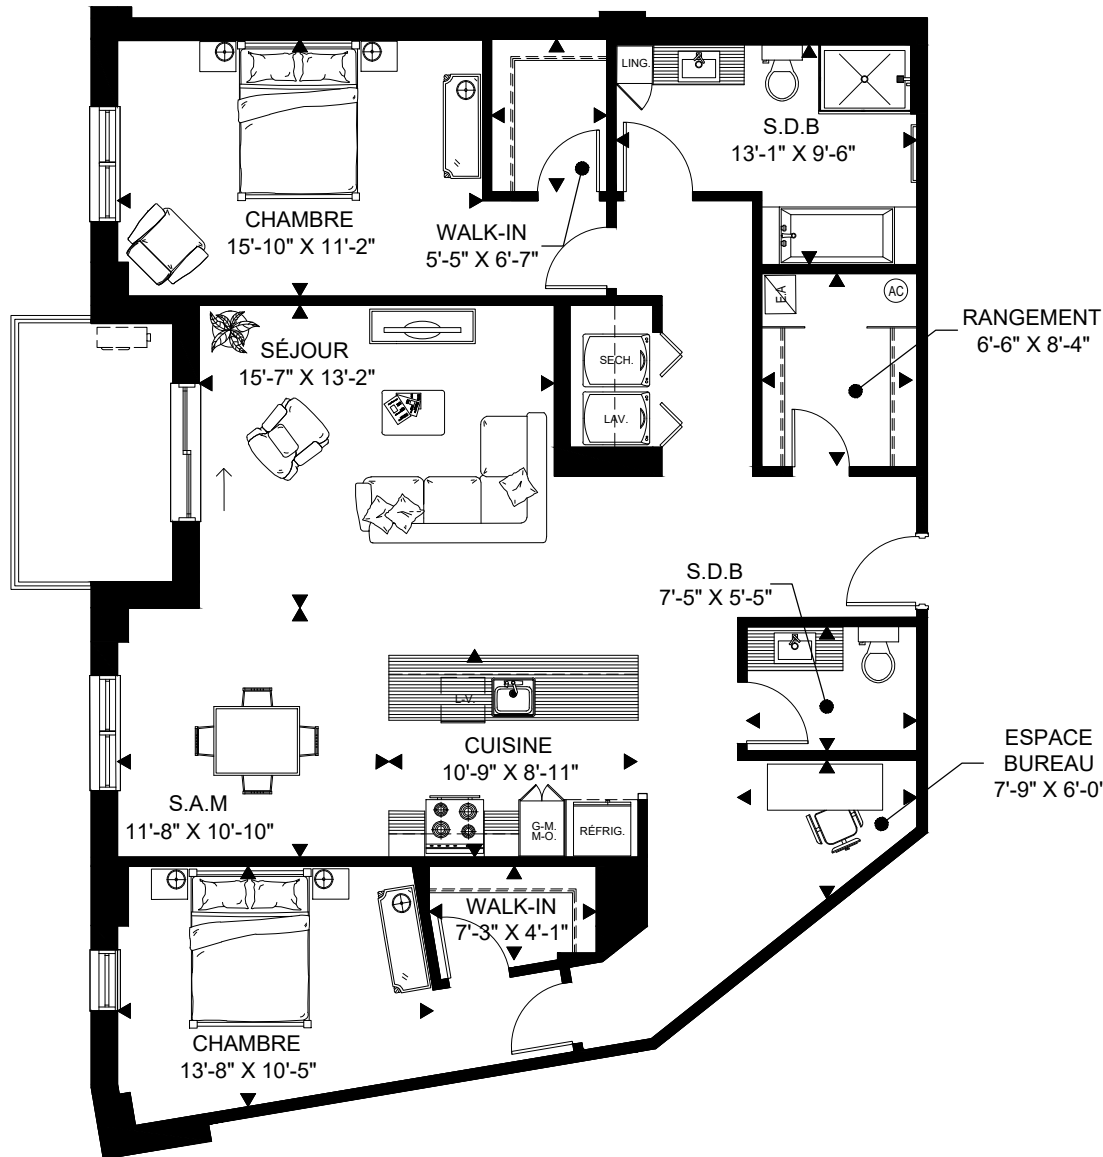 LING.
S.D.B
13'-1" X 9'-6"
CHAMBRE
15'-10" X 11'-2"
WALK-IN
5'-5" X 6'-7"
E.A
AC
RANGEMENT
6'-6" X 8'-4"
SÉJOUR
15'-7" X 13'-2"
SECH.
LAV.
S.D.B
7'-5" X 5'-5"
L-V.
CUISINE
10'-9" X 8'-11"
ESPACE
BUREAU
7'-9" X 6'-0'
S.A.M
11'-8" X 10'-10"
G-M.
M-O.
RÉFRIG.
WALK-IN
7'-3" X 4'-1"
CHAMBRE
13'-8" X 10'-5"